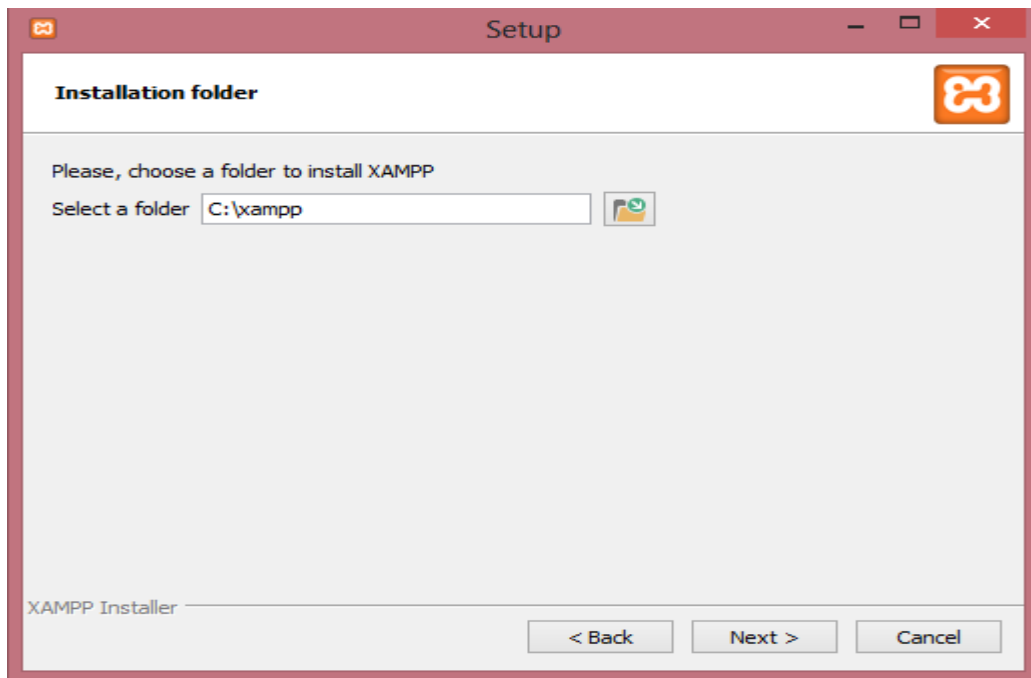 Setup
Installation folder
Please, choose a folder to install XAMPP
Select a folder C:\xampp
XAMPP Installer
< Back Next > Cancel